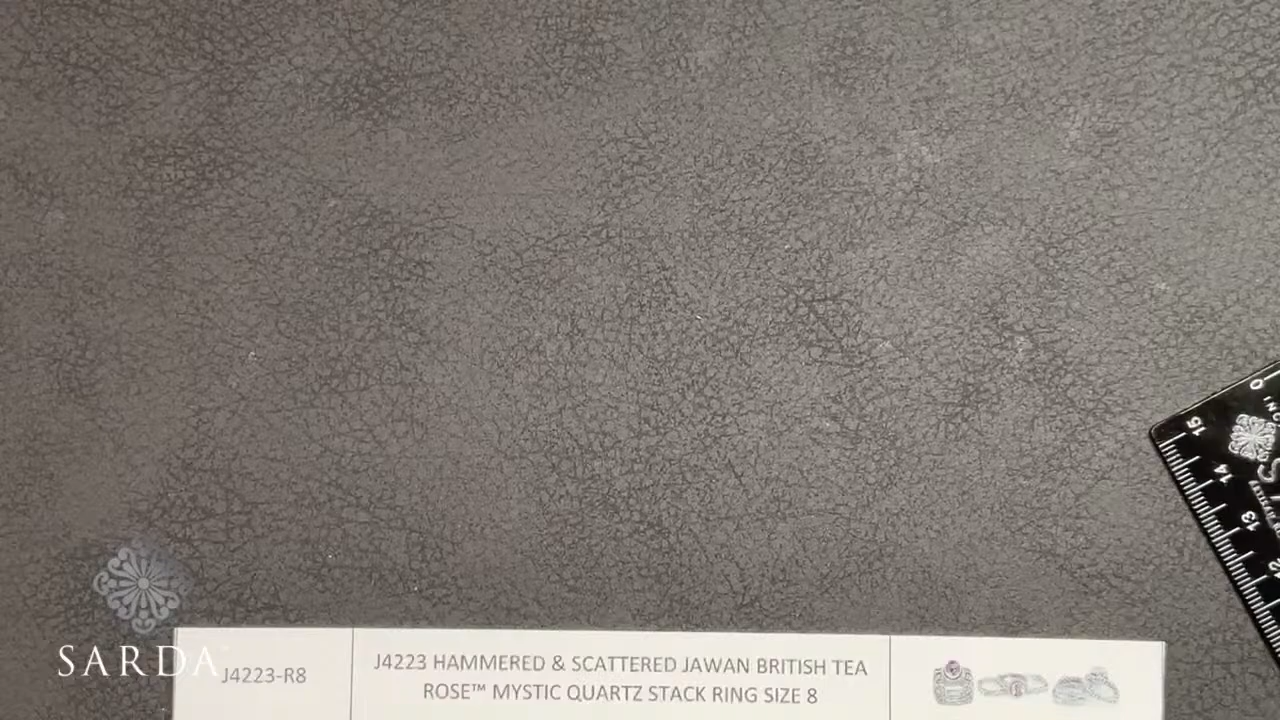 15
0
14
13
SARDA
J4223-R8
J4223 HAMMERED & SCATTERED JAWAN BRITISH TEA
ROSE™ MYSTIC QUARTZ STACK RING SIZE 8